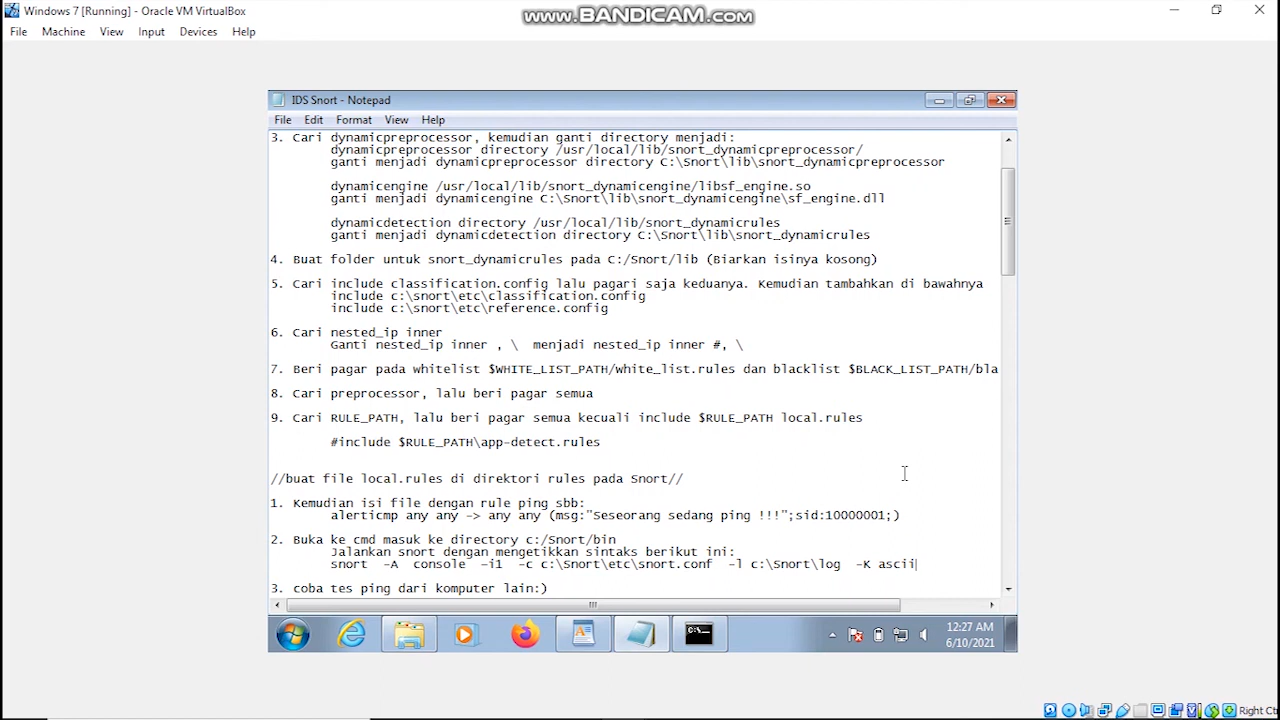 Windows 7 [Running] - Oracle VM VirtualBox
www.BANDICAM.com
File Machine View Input Devices Help
IDS Snort - Notepad
File Edit Format View Help
3. Cari dynamicpreprocessor, kemudian ganti directory menjadi:
dynamicpreprocessor directory /usr/local/lib/snort_dynamicpreprocessor/
ganti menjadi dynamicpreprocessor directory C:\Snort\lib\snort_dynamicpreprocessor
dynamicengine /usr/local/lib/snort_dynamicengine/libsf_engine.so
ganti menjadi dynamicengine C:\Snort\lib\snort_dynamicengine\sf_engine.dll
dynamicdetection directory /usr/local/lib/snort_dynamicrules
ganti menjadi dynamicdetection directory C:\Snort\lib\snort_dynamicrules
4. Buat folder untuk snort_dynamicrules pada C:/Snort/lib (Biarkan isinya kosong)
5. Cari include classification.config lalu pagari saja keduanya. Kemudian tambahkan di bawahnya
include c:\snort\etc\classification.config
include c:\snort\etc\reference.config
6. Cari nested_ip inner
Ganti nested_ip inner , \ menjadi nested_ip inner #, \
7. Beri pagar pada whitelist $WHITE_LIST_PATH/white_list.rules dan blacklist $BLACK_LIST_PATH/bla
8. Cari preprocessor, lalu beri pagar semua
9. Cari RULE_PATH, lalu beri pagar semua kecuali include $RULE_PATH local.rules
#include $RULE_PATH\app-detect.rules
//buat file local.rules di direktori rules pada Snort//
1. Kemudian isi file dengan rule ping sbb:
alerticmp any any -> any any (msg:"Seseorang sedang ping !!!";sid:10000001;)
2. Buka ke cmd masuk ke directory c:/Snort/bin
Jalankan snort dengan mengetikkan sintaks berikut ini:
snort -A console -i1 -c c:\Snort\etc\snort.conf -l c:\Snort\log -K ascii
3. coba tes ping dari komputer lain:)
12:27 AM
6/10/2021
Right Ct